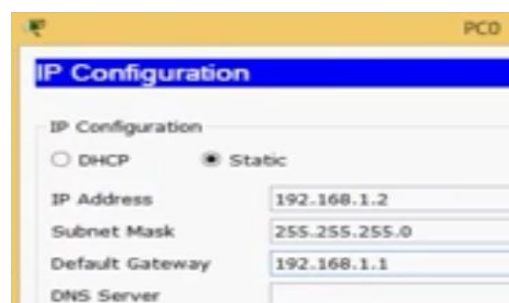 PC0
IP Configuration
IP Configuration
DHCP Static
IP Address 192.168.1.2
Subnet Mask 255.255.255.0
Default Gateway 192.168.1.1
DNS Server